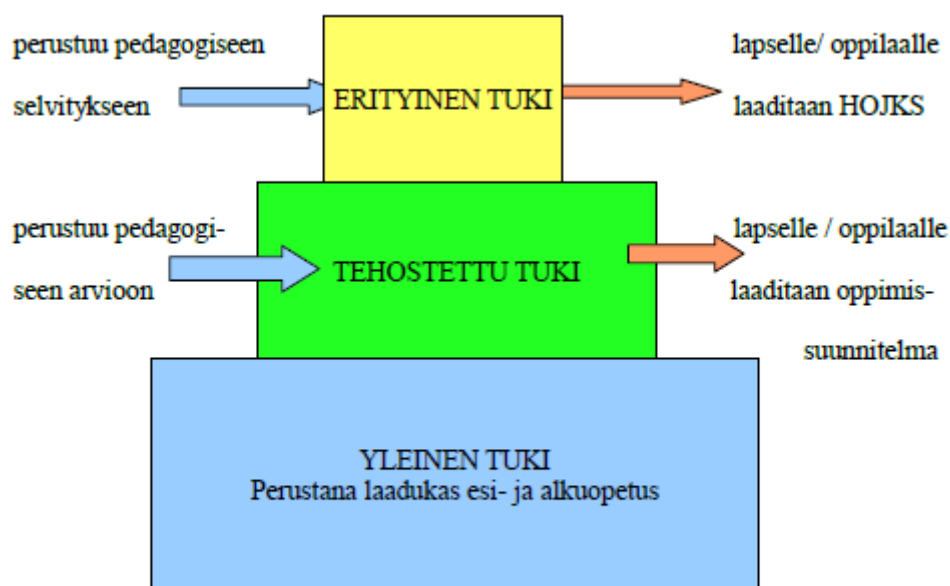 perustuu pedagogiseen
selvitykseen
ERITYINEN TUKI
lapselle/ oppilaalle
laaditaan HOJKS
perustuu pedagogi-
seen arvioon
TEHOSTETTU TUKI
lapselle / oppilaalle
laaditaan oppimis-
suunnitelma
YLEINEN TUKI
Perustana laadukas esi- ja alkuopetus